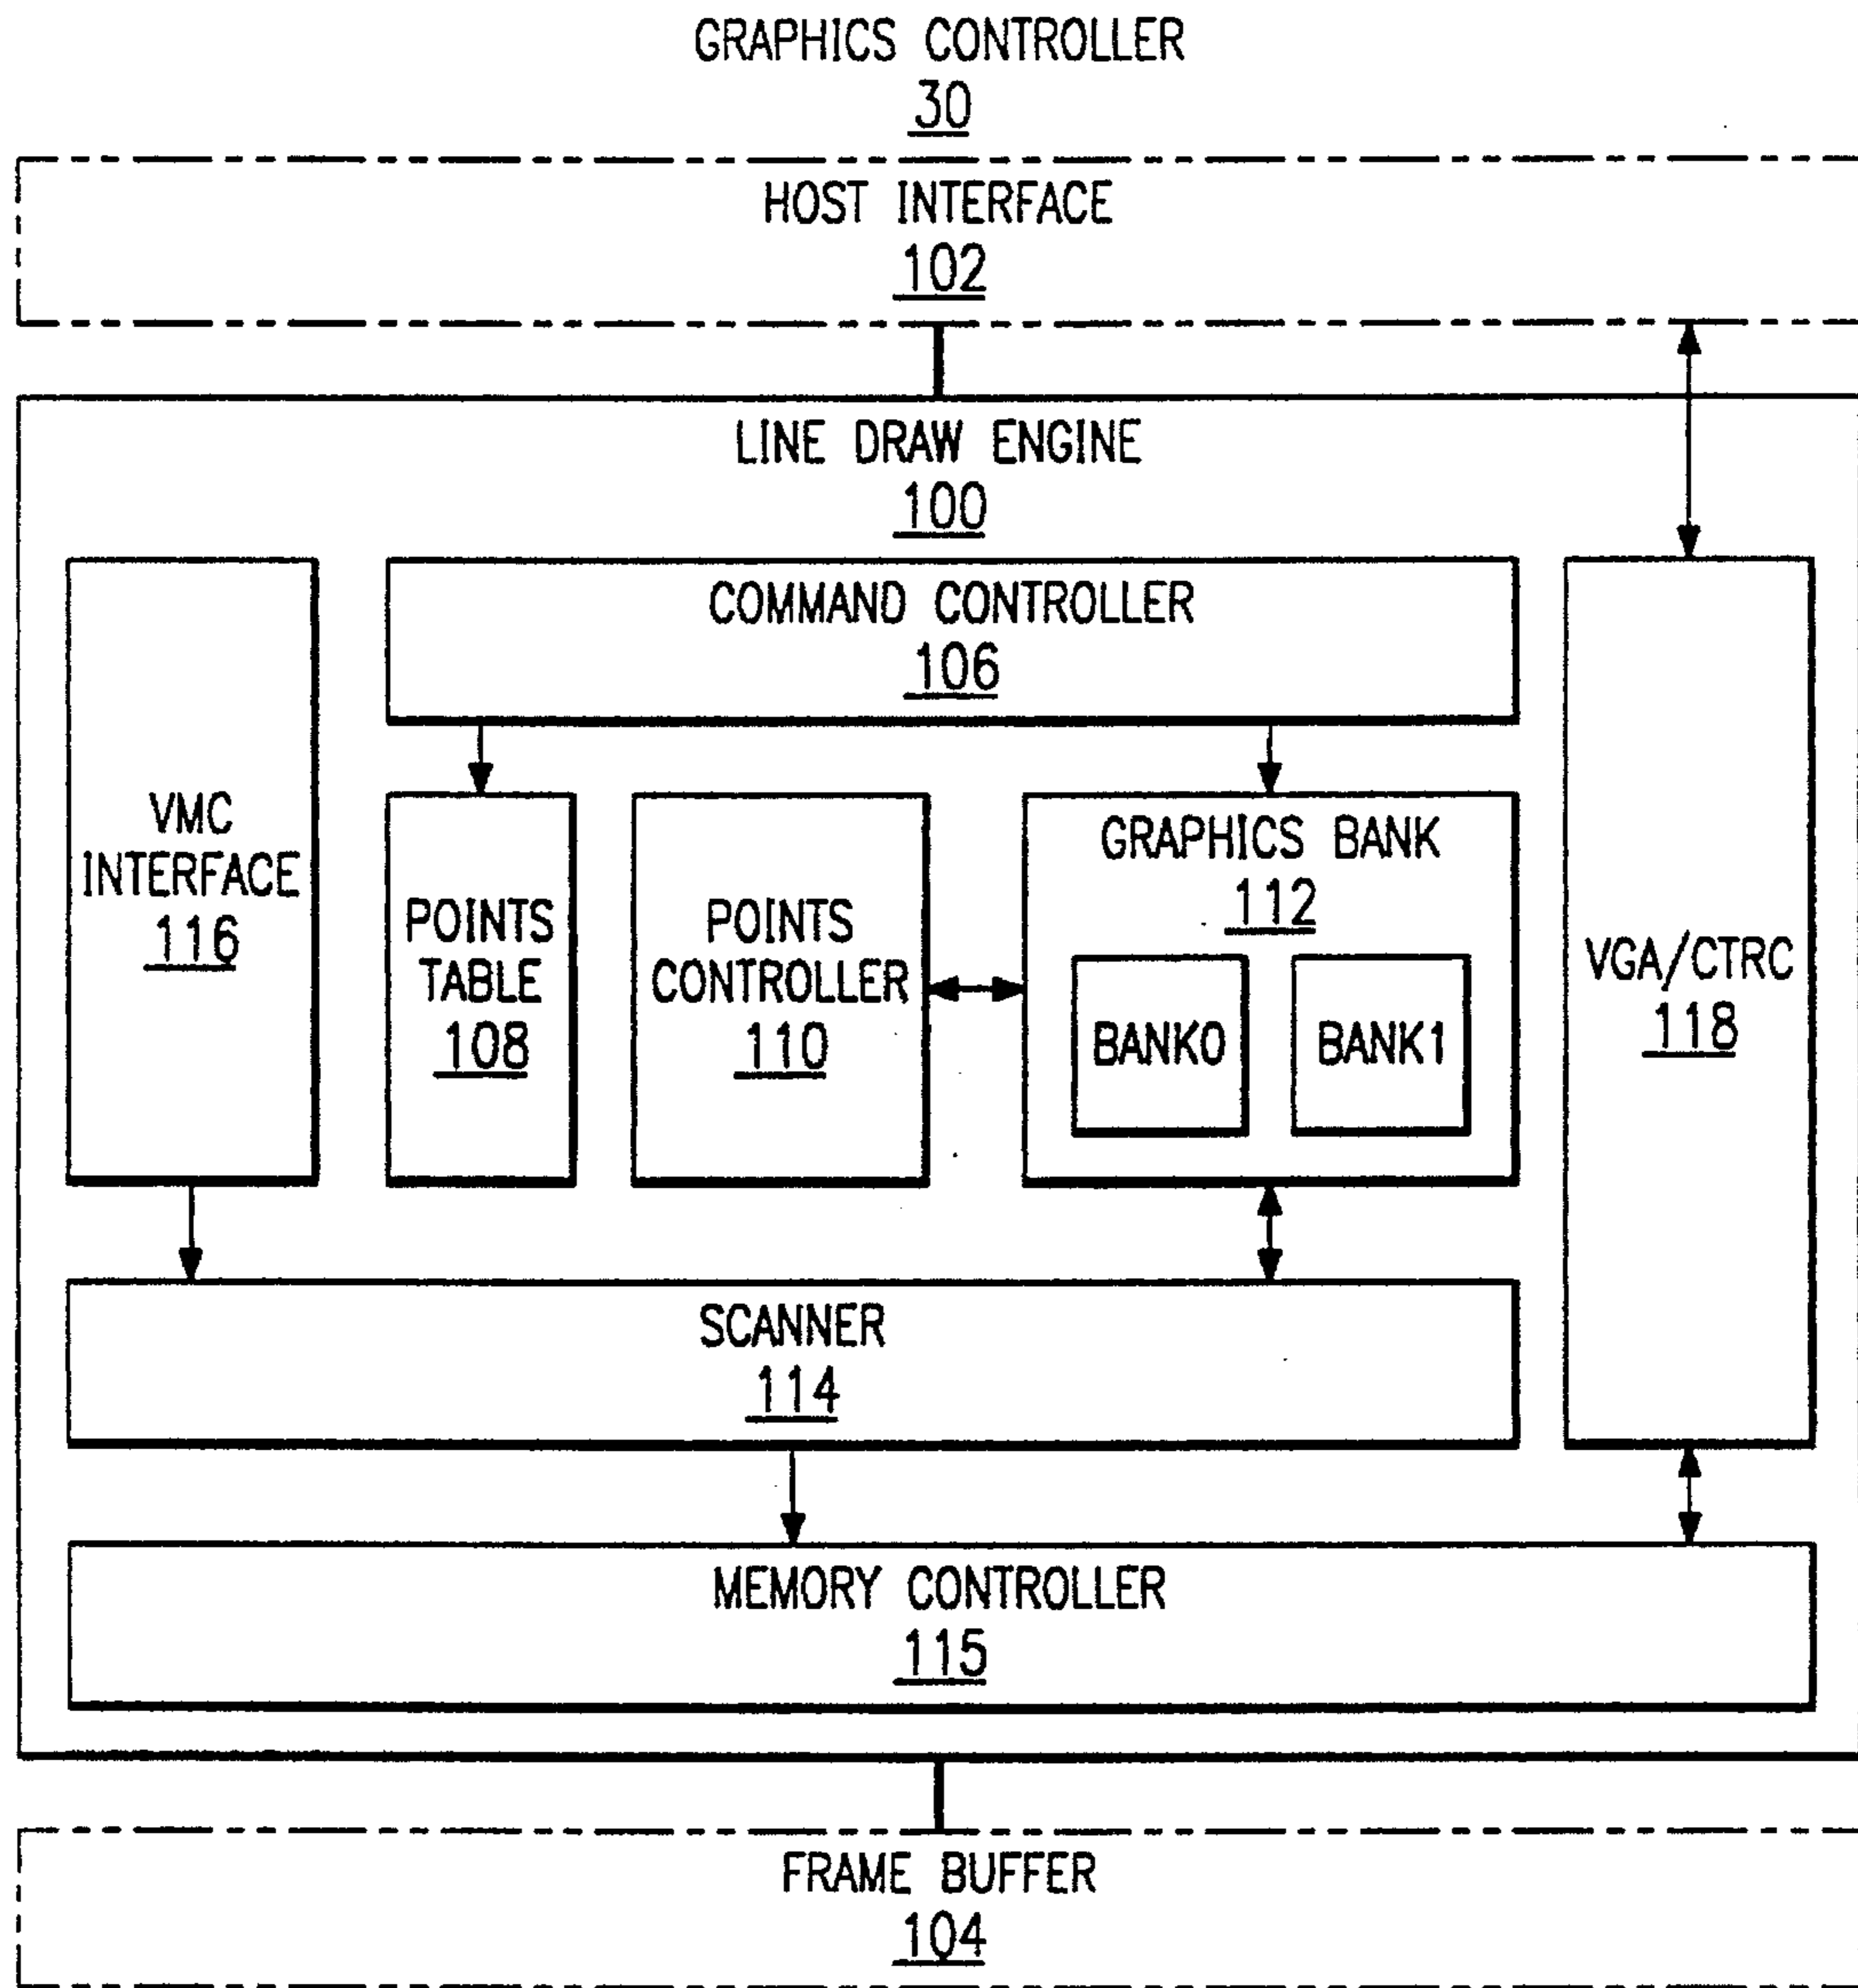 GRAPHICS CONTROLLER
30
HOST INTERFACE
102
LINE DRAW ENGINE
100
COMMAND CONTROLLER
106
VMC
INTERFACE
116
POINTS
TABLE
108
POINTS
CONTROLLER
110
GRAPHICS BANK
112
BANK0
BANK1
VGA/CTRC
118
SCANNER
114
MEMORY CONTROLLER
115
FRAME BUFFER
104